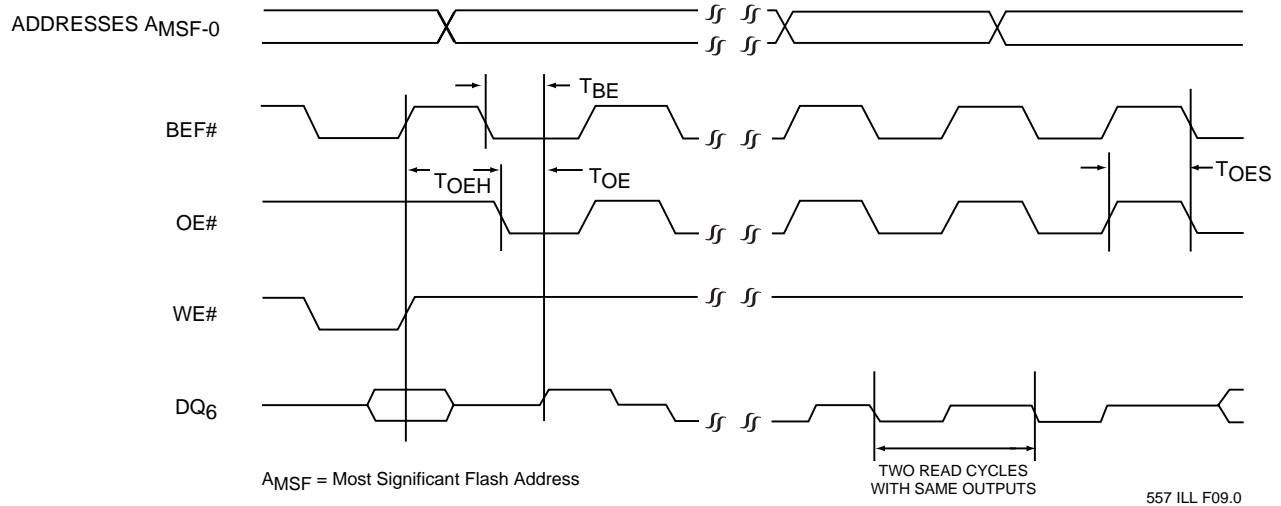 ADDRESSES AMSF-0
TBE
BEF#
TOEH
TOE
TOES
OE#
WE#
DQ6
AMSF = Most Significant Flash Address
TWO READ CYCLES
WITH SAME OUTPUTS
557 ILL F09.0